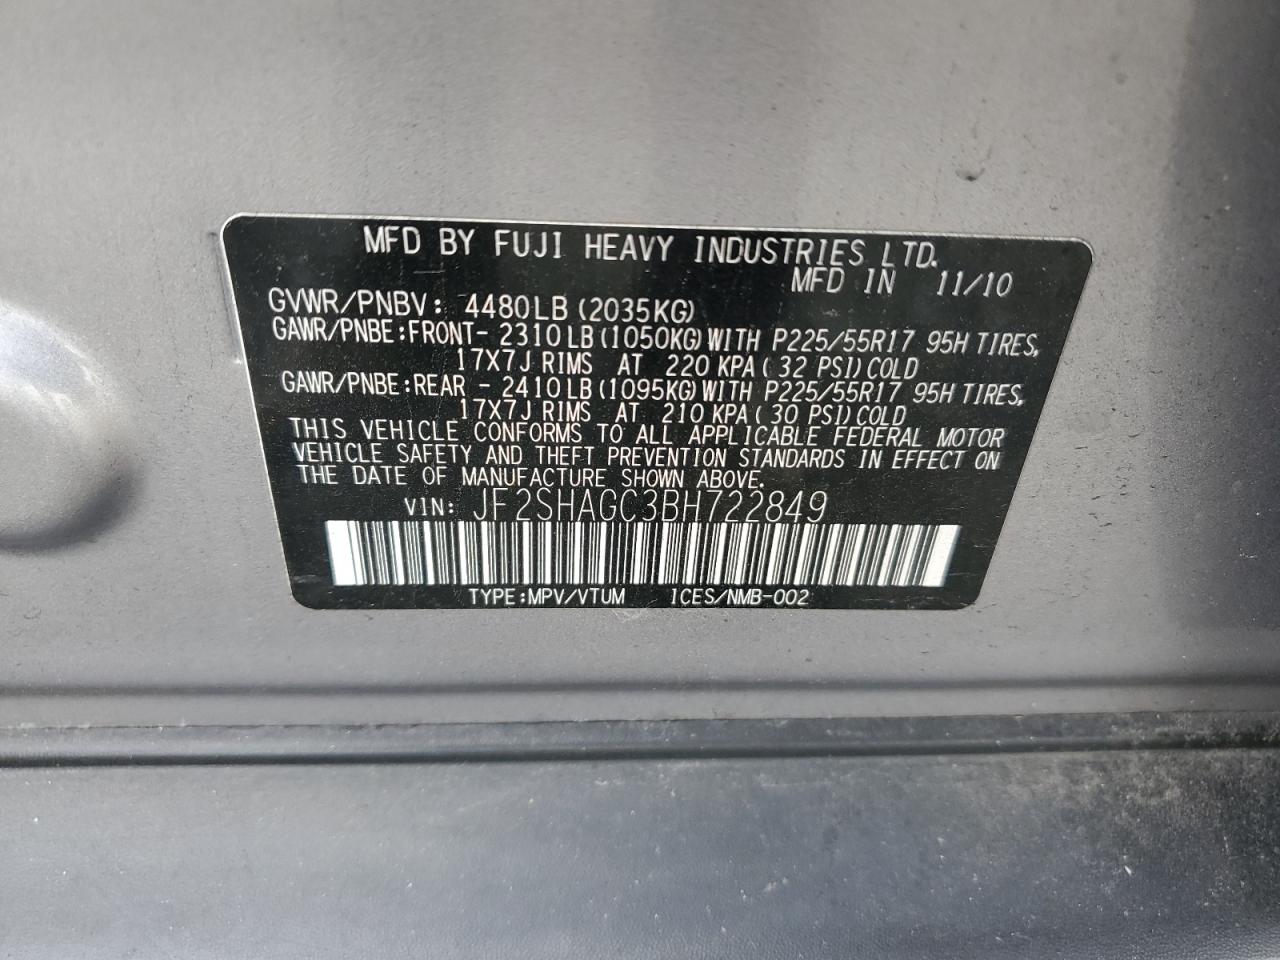 MFD BY FUJI HEAVY INDUSTRIES LTD.
MFD IN 11/10
GVWR/PNBV: 4480LB (2035KG)
GAWR/PNBE:FRONT- 2310LB (1050KG) WITH P225/55R17 95H TIRES,
17X7J RIMS AT 220 KPA ( 32 PSI) COLD
GAWR/PNBE:REAR - 2410LB (1095KG) WITH P225/55R17 95H TIRES,
17X7J RIMS AT 210 KPA ( 30 PSI) COLD
THIS VEHICLE CONFORMS TO ALL APPLICABLE FEDERAL MOTOR
VEHICLE SAFETY AND THEFT PREVENTION STANDARDS IN EFFECT ON
THE DATE OF MANUFACTURE SHOWN ABOVE.
VIN: JF2SHAGC3BH722849
TYPE:MPV/VTUM ICES/NMB-002